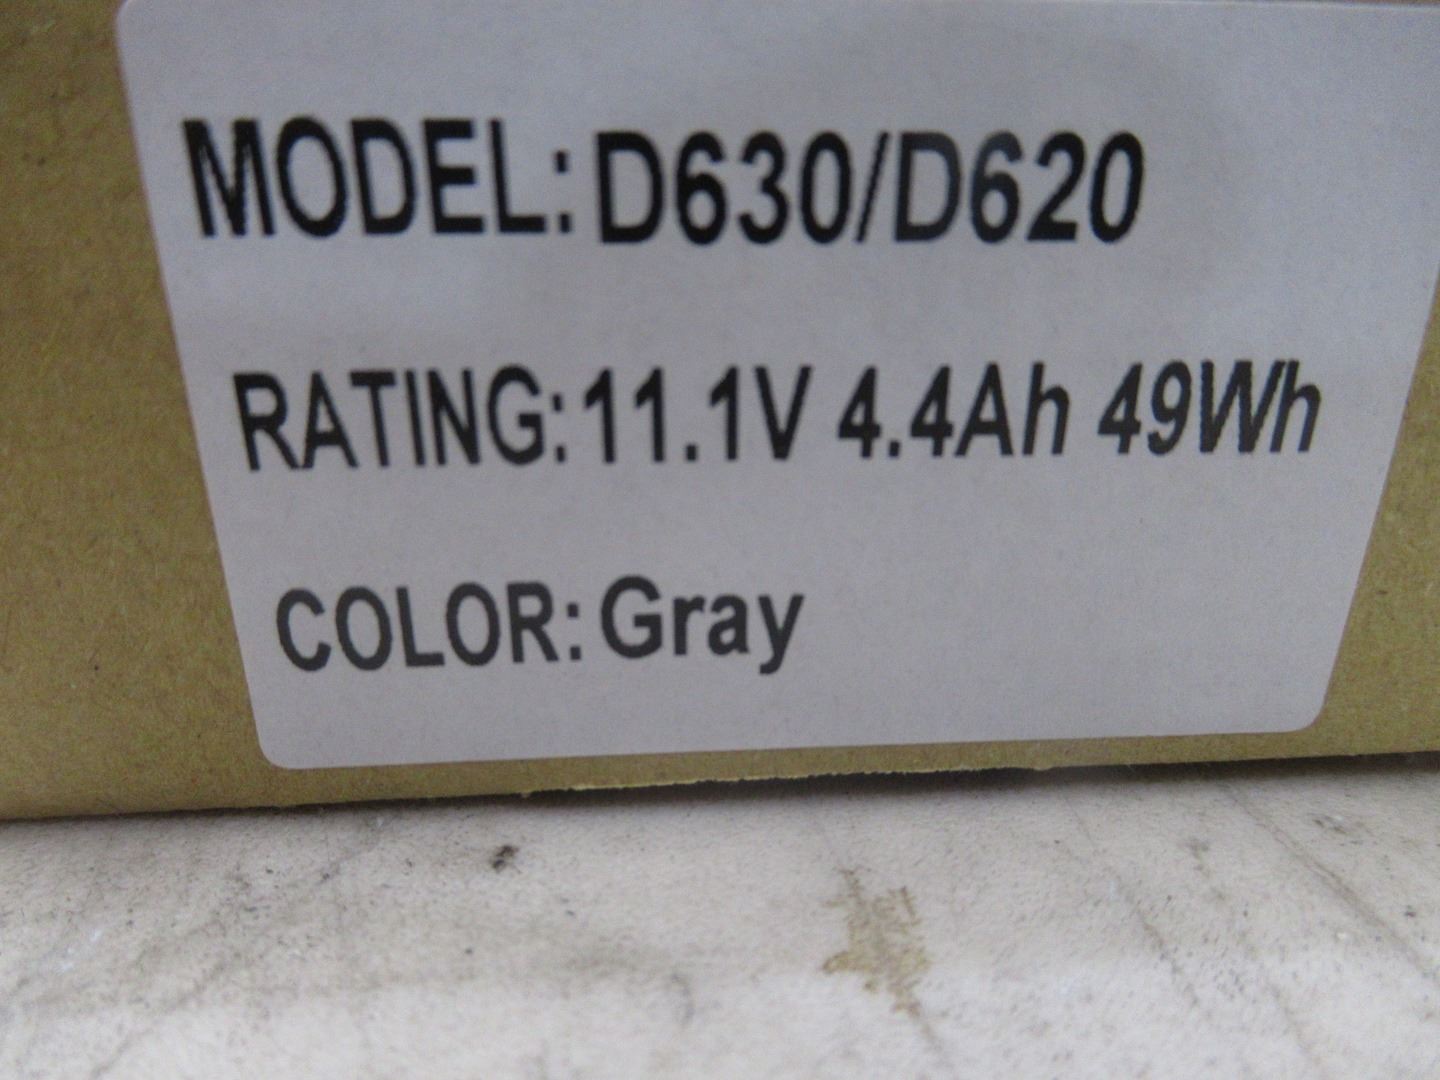 MODEL: D630/D620
RATING: 11.1V 4.4Ah 49Wh
COLOR: Gray